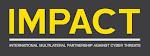 IMPACT
INTERNATIONAL MULTILATERAL PARTNERSHIP AGAINST CYBER THREATS